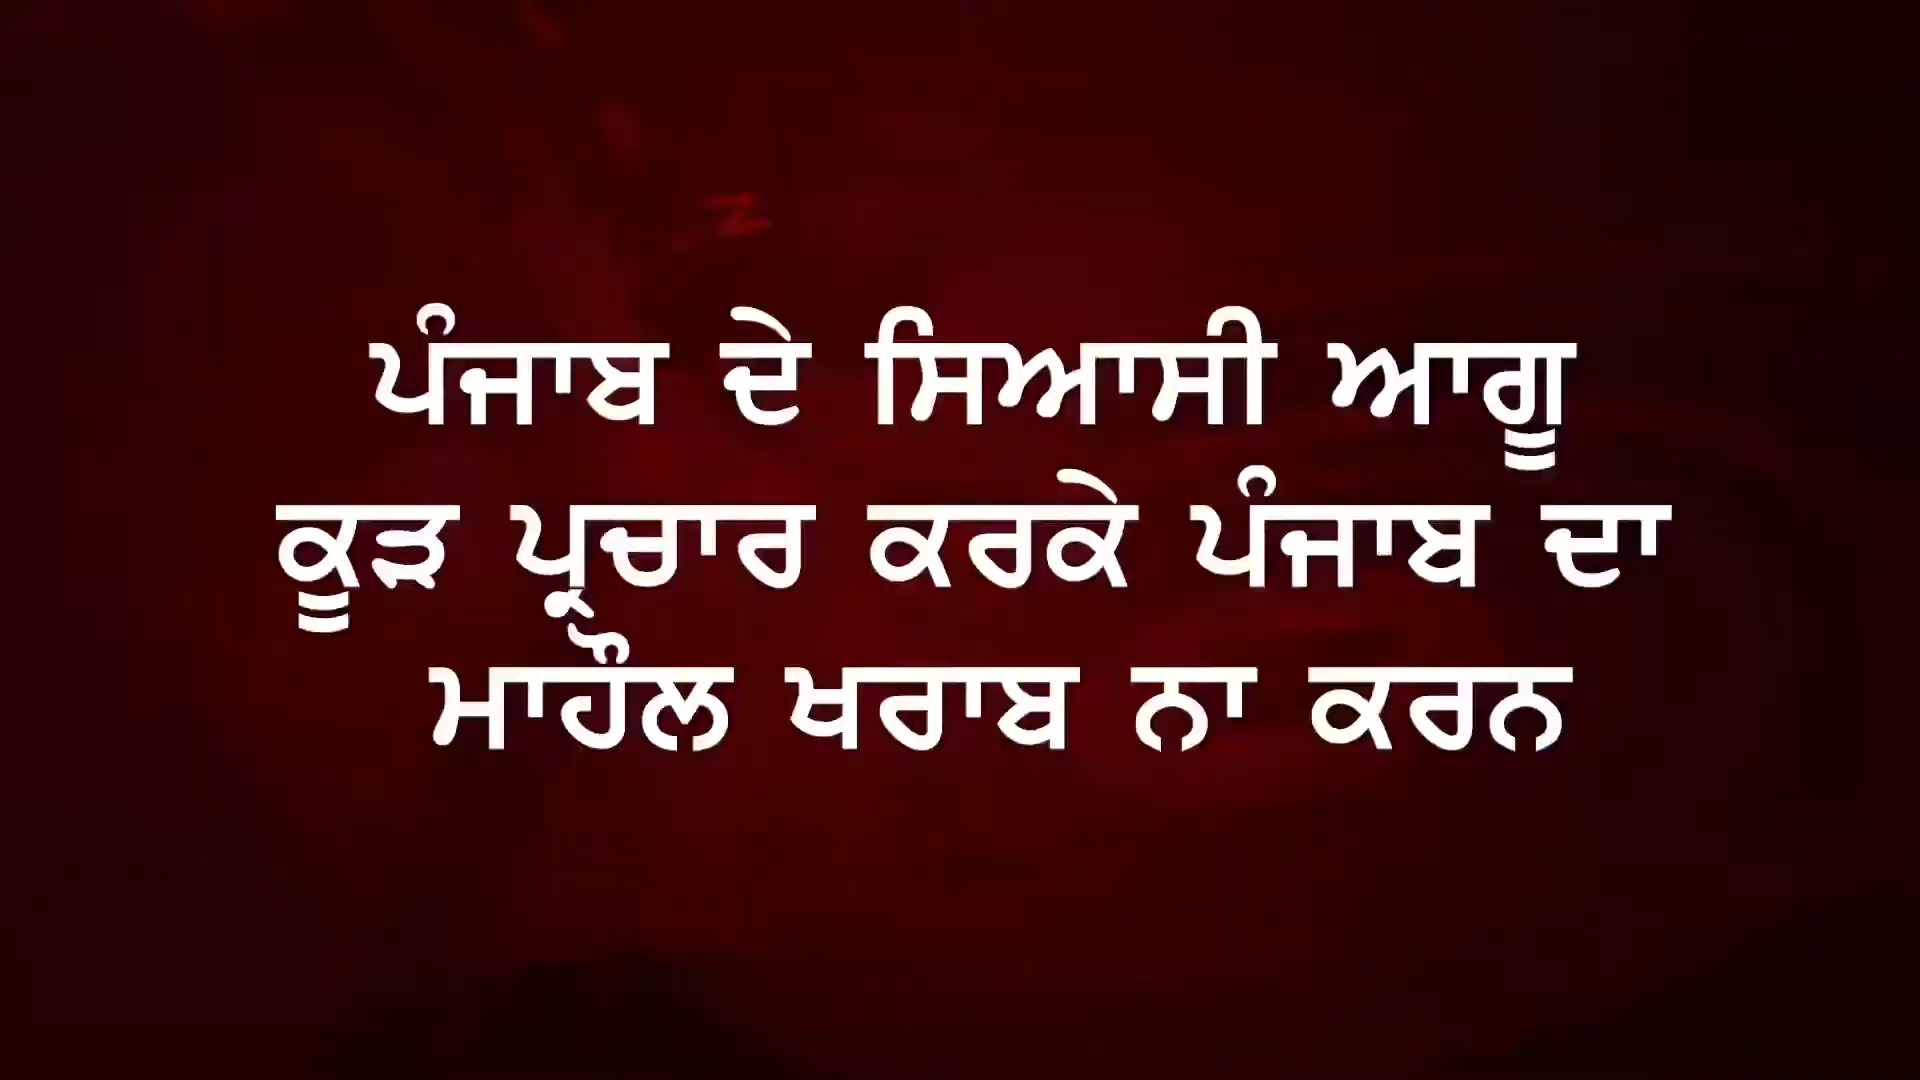 ਪੰਜਾਬ ਦੇ ਸਿਆਸੀ ਆਗੂ
ਕੂੜ ਪ੍ਰਚਾਰ ਕਰਕੇ ਪੰਜਾਬ ਦਾ
ਮਾਹੌਲ ਖਰਾਬ ਨਾ ਕਰਨ